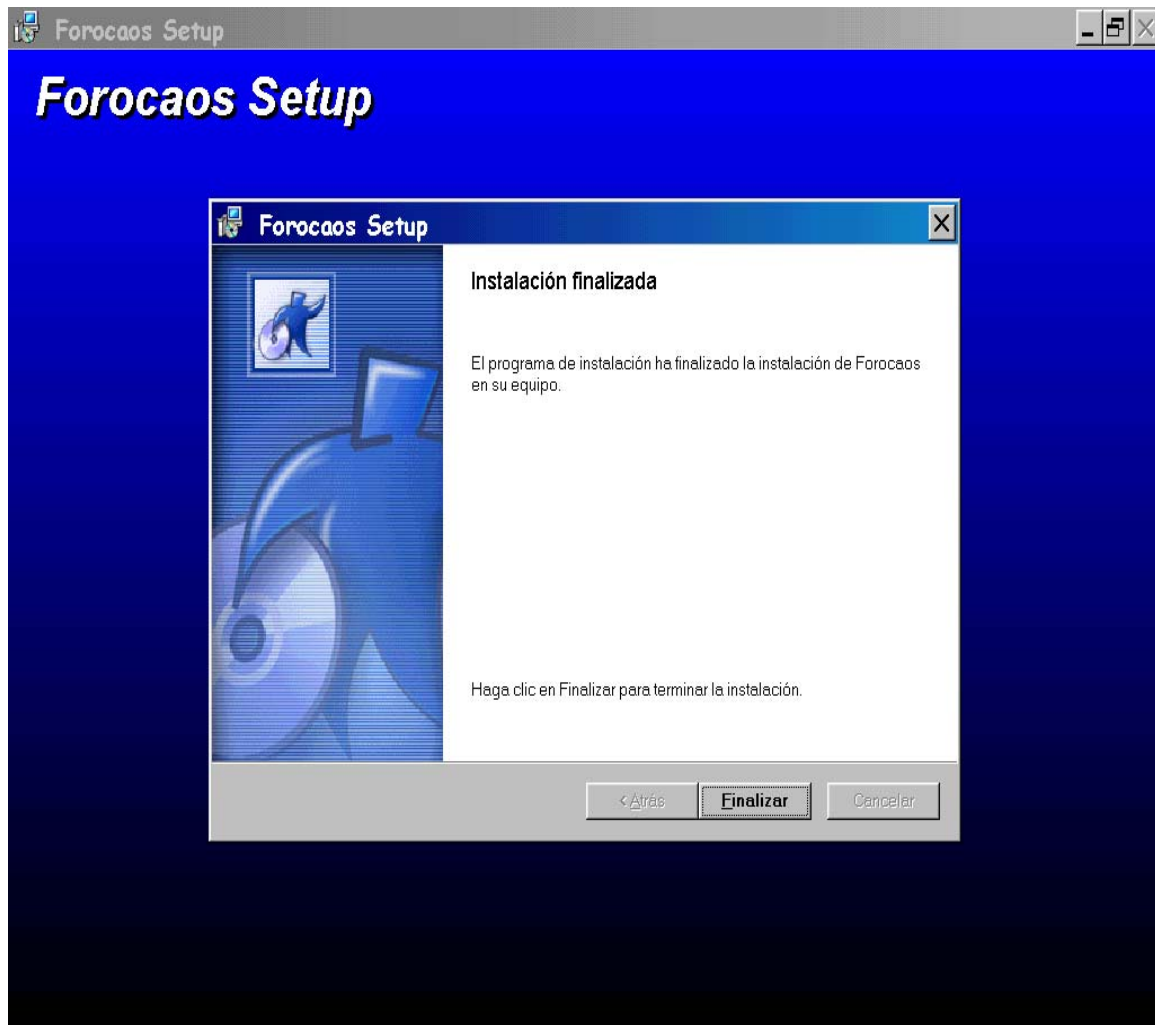 Forocaos Setup
Forocaos Setup
Forocaos Setup
Instalación finalizada
El programa de instalación ha finalizado la instalación de Forocaos
en su equipo.
Haga clic en Finalizar para terminar la instalación.
< Atrás
Finalizar
Cancelar